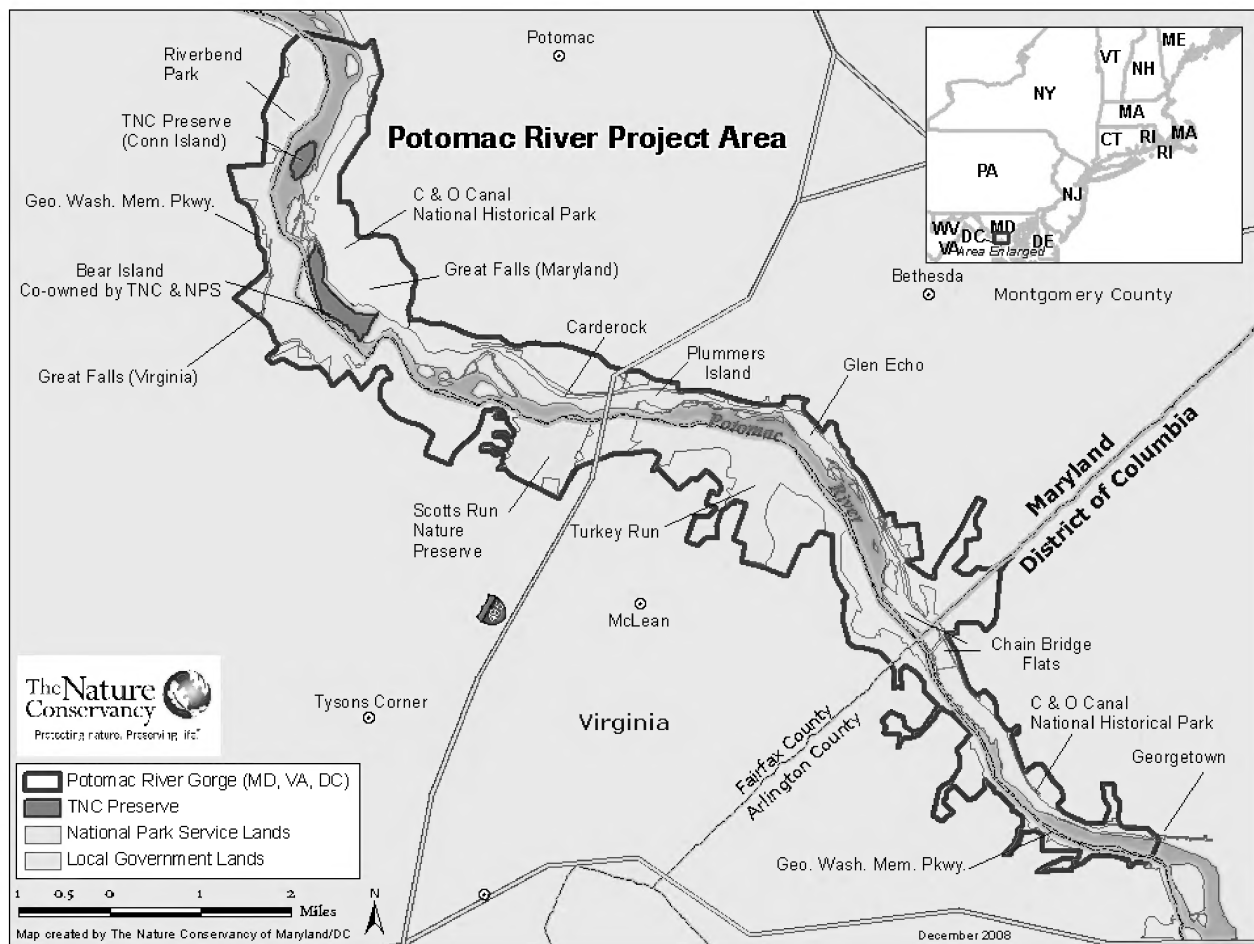 Potomac
Riverbend
Park
TNC Preserve
(Conn Island)
Potomac River Project Area
Geo. Wash. Mem. Pkwy.
C & O Canal
National Historical Park
Bear Island
Co-owned by TNC & NPS
Great Falls (Maryland)
Great Falls (Virginia)
Carderock
Plummers
Island
Glen Echo
ME
VT
NH
NY
MA
CT
RI
MA
RI
PA
NJ
WV
MD
DC
DE
VA
Area Enlarged
Bethesda
Montgomery County
Potomac
River
Maryland
District of Columbia
Scotts Run
Nature
Preserve
Turkey Run
McLean
Chain Bridge
Flats
Tysons Corner
Virginia
Fairfax County
Arlington County
C & O Canal
National Historical Park
Georgetown
Geo. Wash. Mem. Pkwy.
The Nature
Conservancy
Protecting nature. Preserving life.™
Potomac River Gorge (MD, VA, DC)
TNC Preserve
National Park Service Lands
Local Government Lands
1 0.5 0 1 2
Miles
N
Map created by The Nature Conservancy of Maryland/DC
December 2008